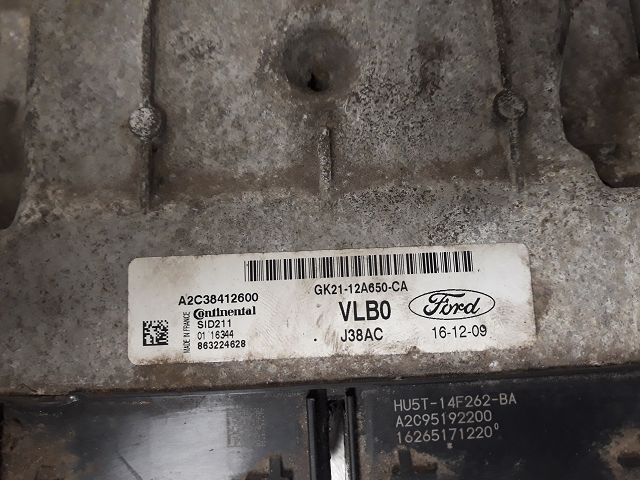 GK21-12A650-CA
A2C38412600
MADE IN FRANCE
Continental
SID211
01 16344
863224628
VLB0
J38AC
Ford
16-12-09
HU5T-14F262-BA
A2C95192200
16265171220